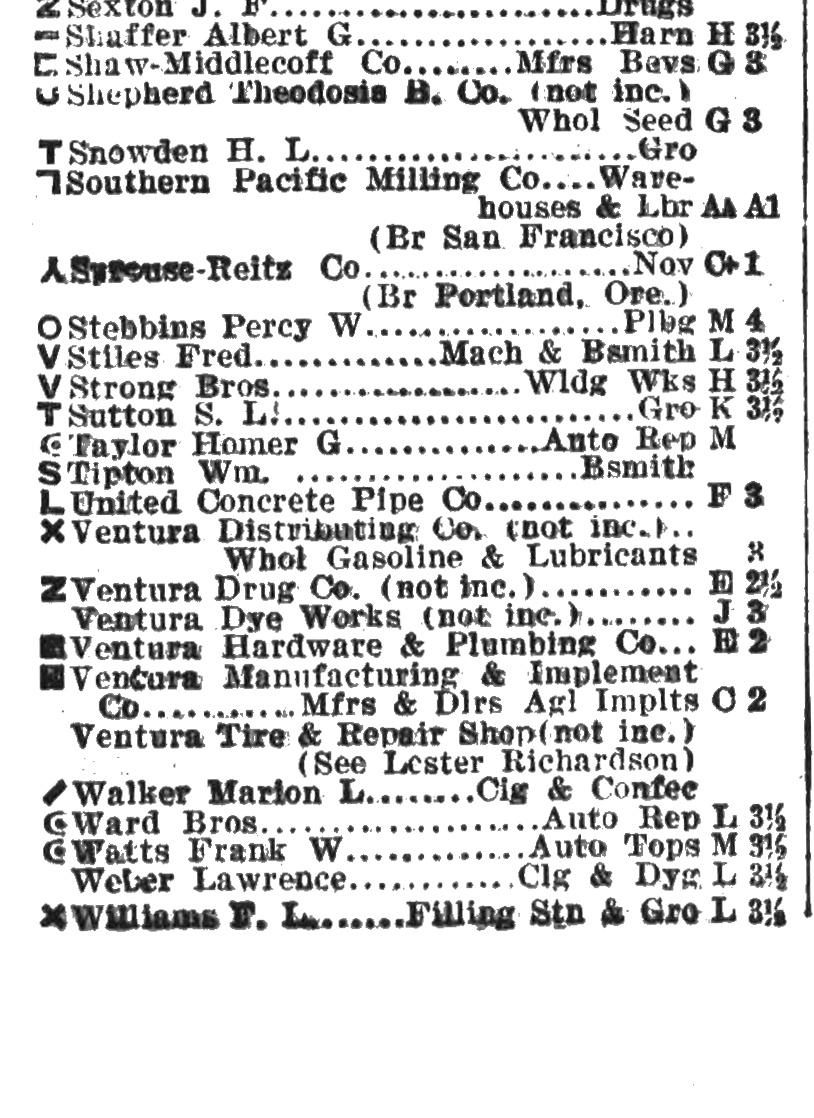 Z Sexton J. F..............................Drugs
Shaffer Albert G....................Harn H 3½
Shaw-Middlecoff Co.........Mfrs Bevs G 3
Shepherd Theodosia B. Co. (not inc.)
Whol Seed G 3
T Snowden H. L..........................Gro
Southern Pacific Milling Co....Ware-
houses & Lbr AA A1
(Br San Francisco)
Sprouse-Reitz Co......................Nov C+1
(Br Portland, Ore.)
O Stebbins Percy W...................Plbg M 4
V Stiles Fred.............Mach & Bsmith L 3½
V Strong Bros...................Wldg Wks H 3½
T Sutton S. L.............................Gro K 3½
Taylor Homer G..............Auto Rep M
S Tipton Wm. .....................Bsmith
L United Concrete Pipe Co............... F 3
X Ventura Distributing Co. (not inc.)..
Whol Gasoline & Lubricants
Z Ventura Drug Co. (not inc.)........... E 2½
Ventura Dye Works (not inc.)........ J 3
Ventura Hardware & Plumbing Co... E 2
Ventura Manufacturing & Implement
Co............Mfrs & Dlrs Agl Implts C 2
Ventura Tire & Repair Shop(not inc.)
(See Lester Richardson)
Walker Marion L........Cig & Confec
Ward Bros.....................Auto Rep L 3½
Watts Frank W.............Auto Tops M 3½
Weber Lawrence............Clg & Dyg L 3½
X Williams F. L........Filling Stn & Gro L 3½